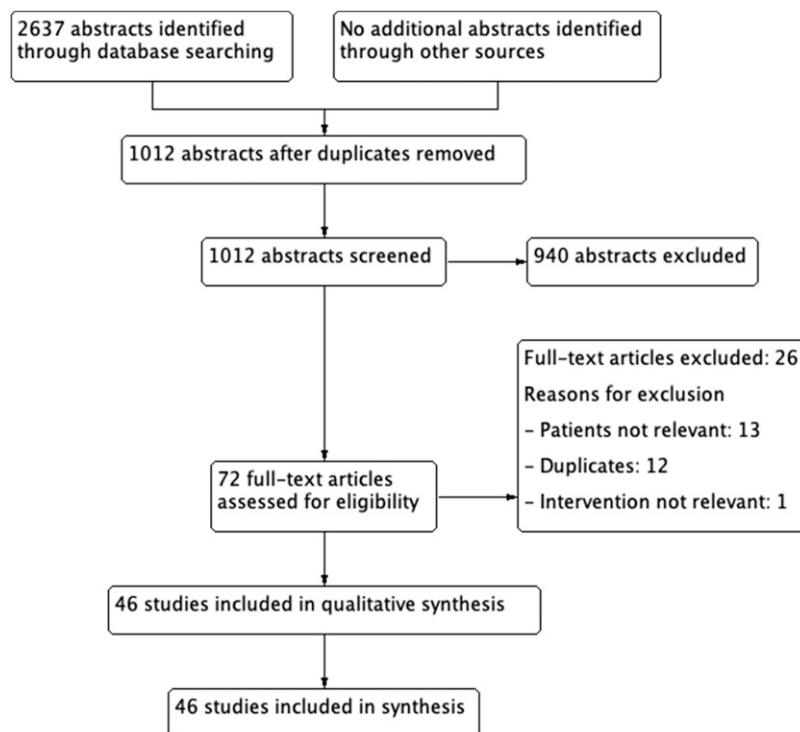 2637 abstracts identified
through database searching
No additional abstracts identified
through other sources
1012 abstracts after duplicates removed
1012 abstracts screened
940 abstracts excluded
Full-text articles excluded: 26
Reasons for exclusion
- Patients not relevant: 13
- Duplicates: 12
- Intervention not relevant: 1
72 full-text articles
assessed for eligibility
46 studies included in qualitative synthesis
46 studies included in synthesis